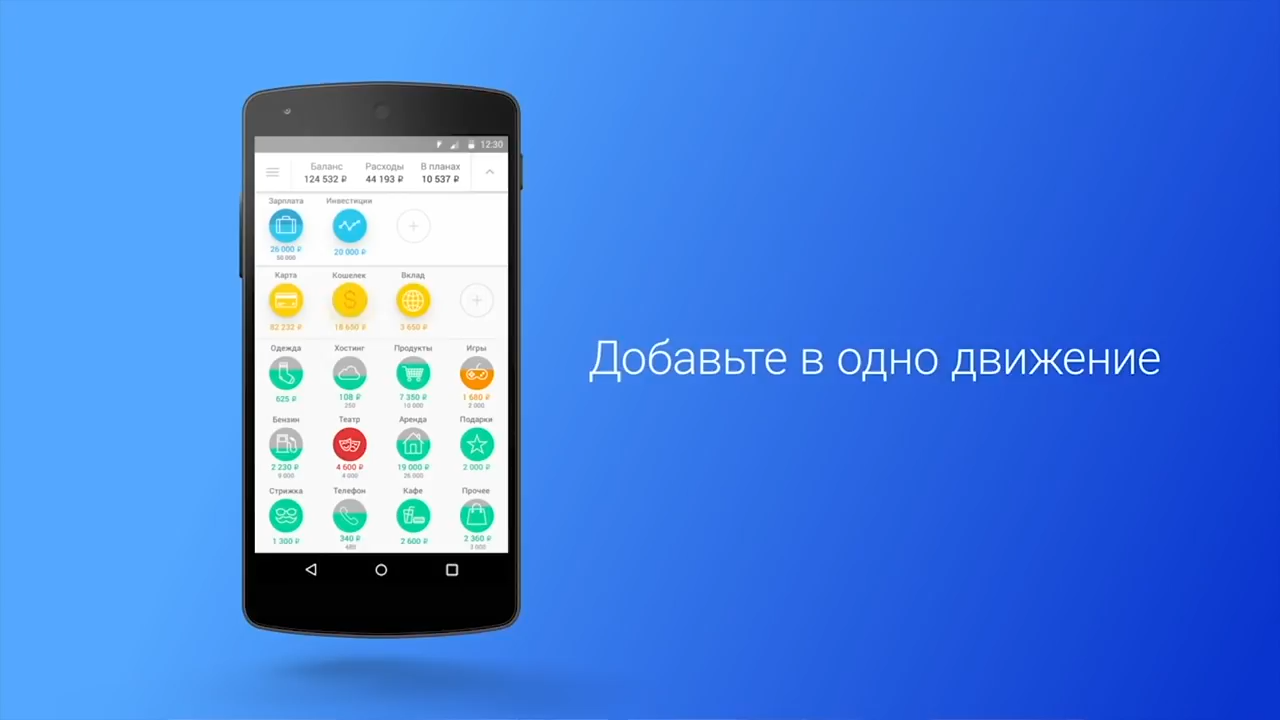 12:30
Баланс Расходы В планах
124 532 ₽ 44 193 ₽ 10 537 ₽
Зарплата Инвестиции
26 000 ₽ 20 000 ₽
50 000
Карта Кошелек Вклад
82 232 ₽ 18 650 ₽ 3 650 ₽
Добавьте в одно движение
Одежда Хостинг Продукты Игры
625 ₽ 108 ₽ 7 350 ₽ 1 680 ₽
250 10 000 2 000
Бензин Театр Аренда Подарки
2 230 ₽ 4 600 ₽ 19 000 ₽ 2 000 ₽
9 000 4 000 26 000
Стрижка Телефон Кафе Прочее
1 300 ₽ 340 ₽ 2 600 ₽ 2 360 ₽
480 3 000